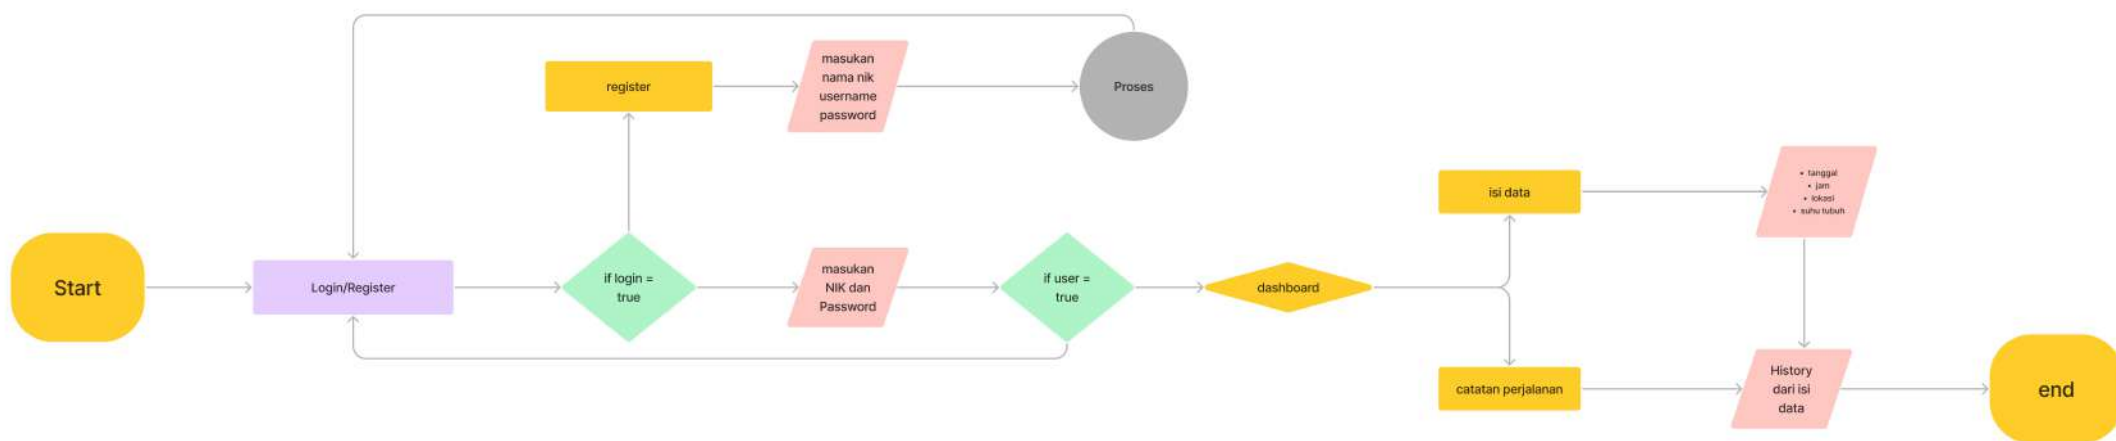 Start
Login/Register
if login =
true
register
masukan
nama nik
username
password
Proses
masukan
NIK dan
Password
if user =
true
dashboard
isi data
• tanggal
• jam
• lokasi
• suhu tubuh
catatan perjalanan
History
dari isi
data
end